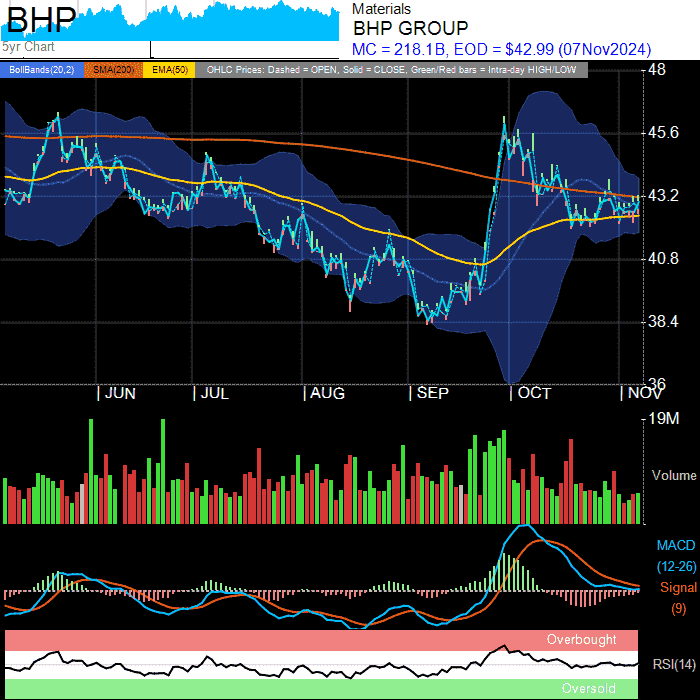 BHP
5yr Chart
Materials
BHP GROUP
MC = 218.1B, EOD = $42.99 (07Nov2024)
BollBands(20,2) SMA(200) EMA(50) OHLC Prices: Dashed = OPEN, Solid = CLOSE, Green/Red bars = Intra-day HIGH/LOW
48
45.6
43.2
40.8
38.4
36
JUN JUL AUG SEP OCT NOV
19M
Volume
MACD
(12-26)
Signal
(9)
Overbought
RSI(14)
Oversold